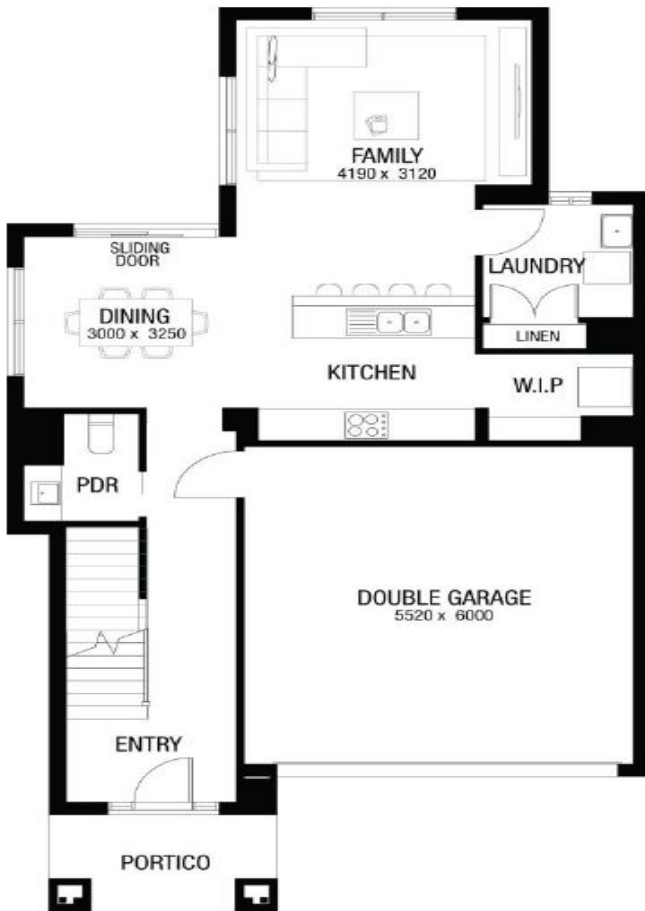 FAMILY
4190 x 3120
SLIDING
DOOR
LAUNDRY
DINING
3000 x 3250
LINEN
KITCHEN
W.I.P
PDR
DOUBLE GARAGE
5520 x 6000
ENTRY
PORTICO